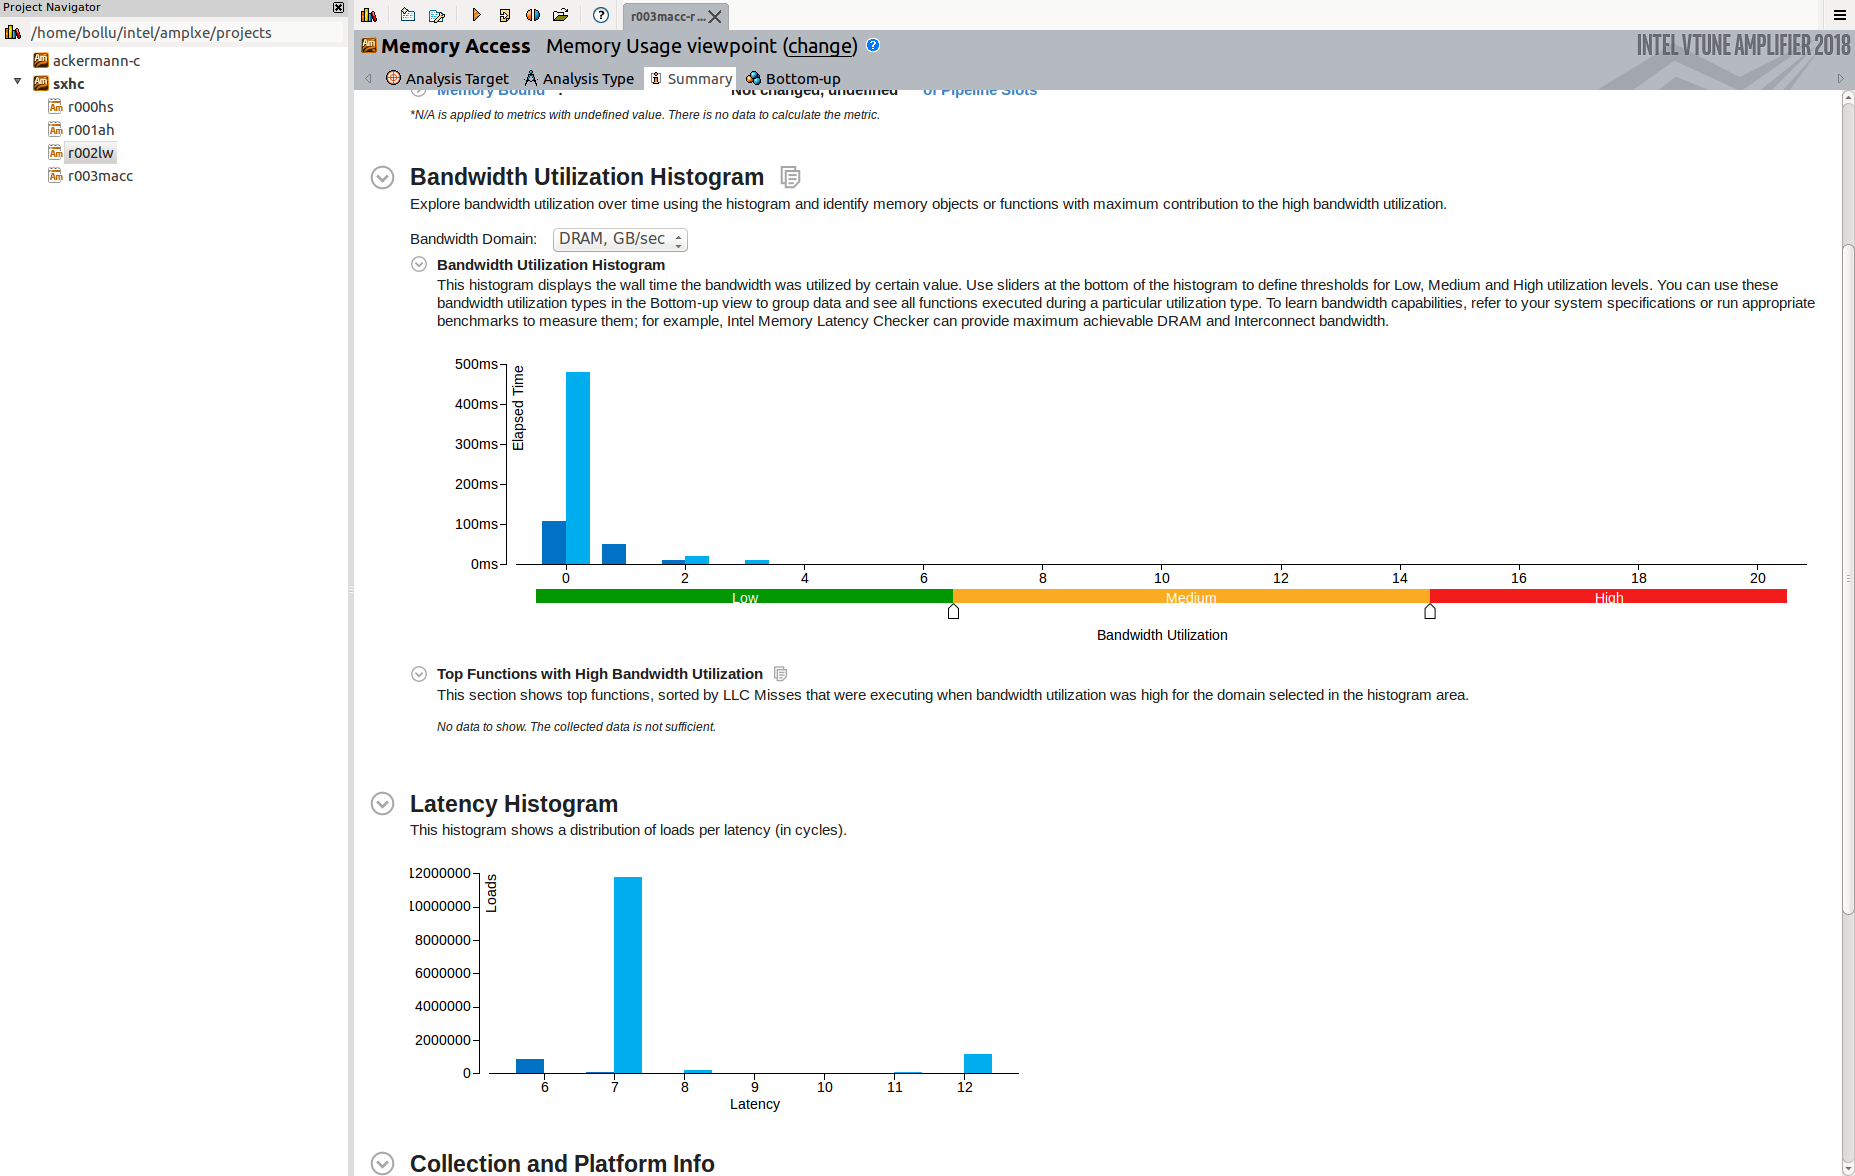 Project Navigator
/home/bollu/intel/amplxe/projects
ackermann-c
sxhc
r000hs
r001ah
r002lw
r003macc
r003macc-r...
Memory Access Memory Usage viewpoint (change)
INTEL VTUNE AMPLIFIER 2018
Analysis Target Analysis Type Summary Bottom-up
Memory Bound : Not changed, undefined of Pipeline Slots
*N/A is applied to metrics with undefined value. There is no data to calculate the metric.
Bandwidth Utilization Histogram
Explore bandwidth utilization over time using the histogram and identify memory objects or functions with maximum contribution to the high bandwidth utilization.
Bandwidth Domain: DRAM, GB/sec
Bandwidth Utilization Histogram
This histogram displays the wall time the bandwidth was utilized by certain value. Use sliders at the bottom of the histogram to define thresholds for Low, Medium and High utilization levels. You can use these
bandwidth utilization types in the Bottom-up view to group data and see all functions executed during a particular utilization type. To learn bandwidth capabilities, refer to your system specifications or run appropriate
benchmarks to measure them; for example, Intel Memory Latency Checker can provide maximum achievable DRAM and Interconnect bandwidth.
Elapsed Time
500ms
400ms
300ms
200ms
100ms
0ms
0 2 4 6 8 10 12 14 16 18 20
Low Medium High
Bandwidth Utilization
Top Functions with High Bandwidth Utilization
This section shows top functions, sorted by LLC Misses that were executing when bandwidth utilization was high for the domain selected in the histogram area.
No data to show. The collected data is not sufficient.
Latency Histogram
This histogram shows a distribution of loads per latency (in cycles).
Loads
12000000
10000000
8000000
6000000
4000000
2000000
0
6 7 8 9 10 11 12
Latency
Collection and Platform Info